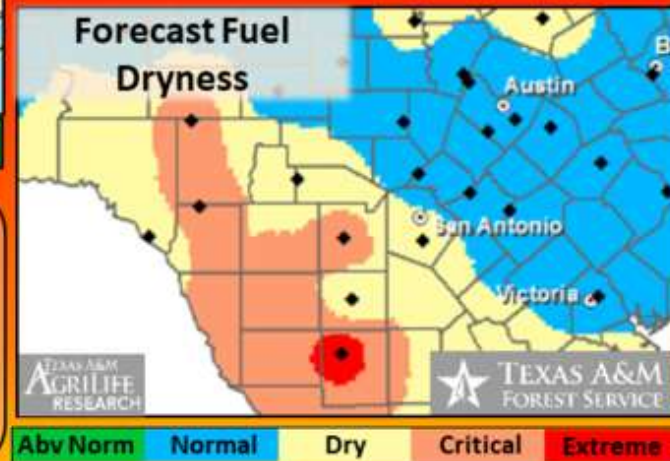 Forecast Fuel
Dryness
Austin
San Antonio
Victoria
TEXAS A&M
AGRILIFE
RESEARCH
TEXAS A&M
FOREST SERVICE
Abv Norm Normal Dry Critical Extreme